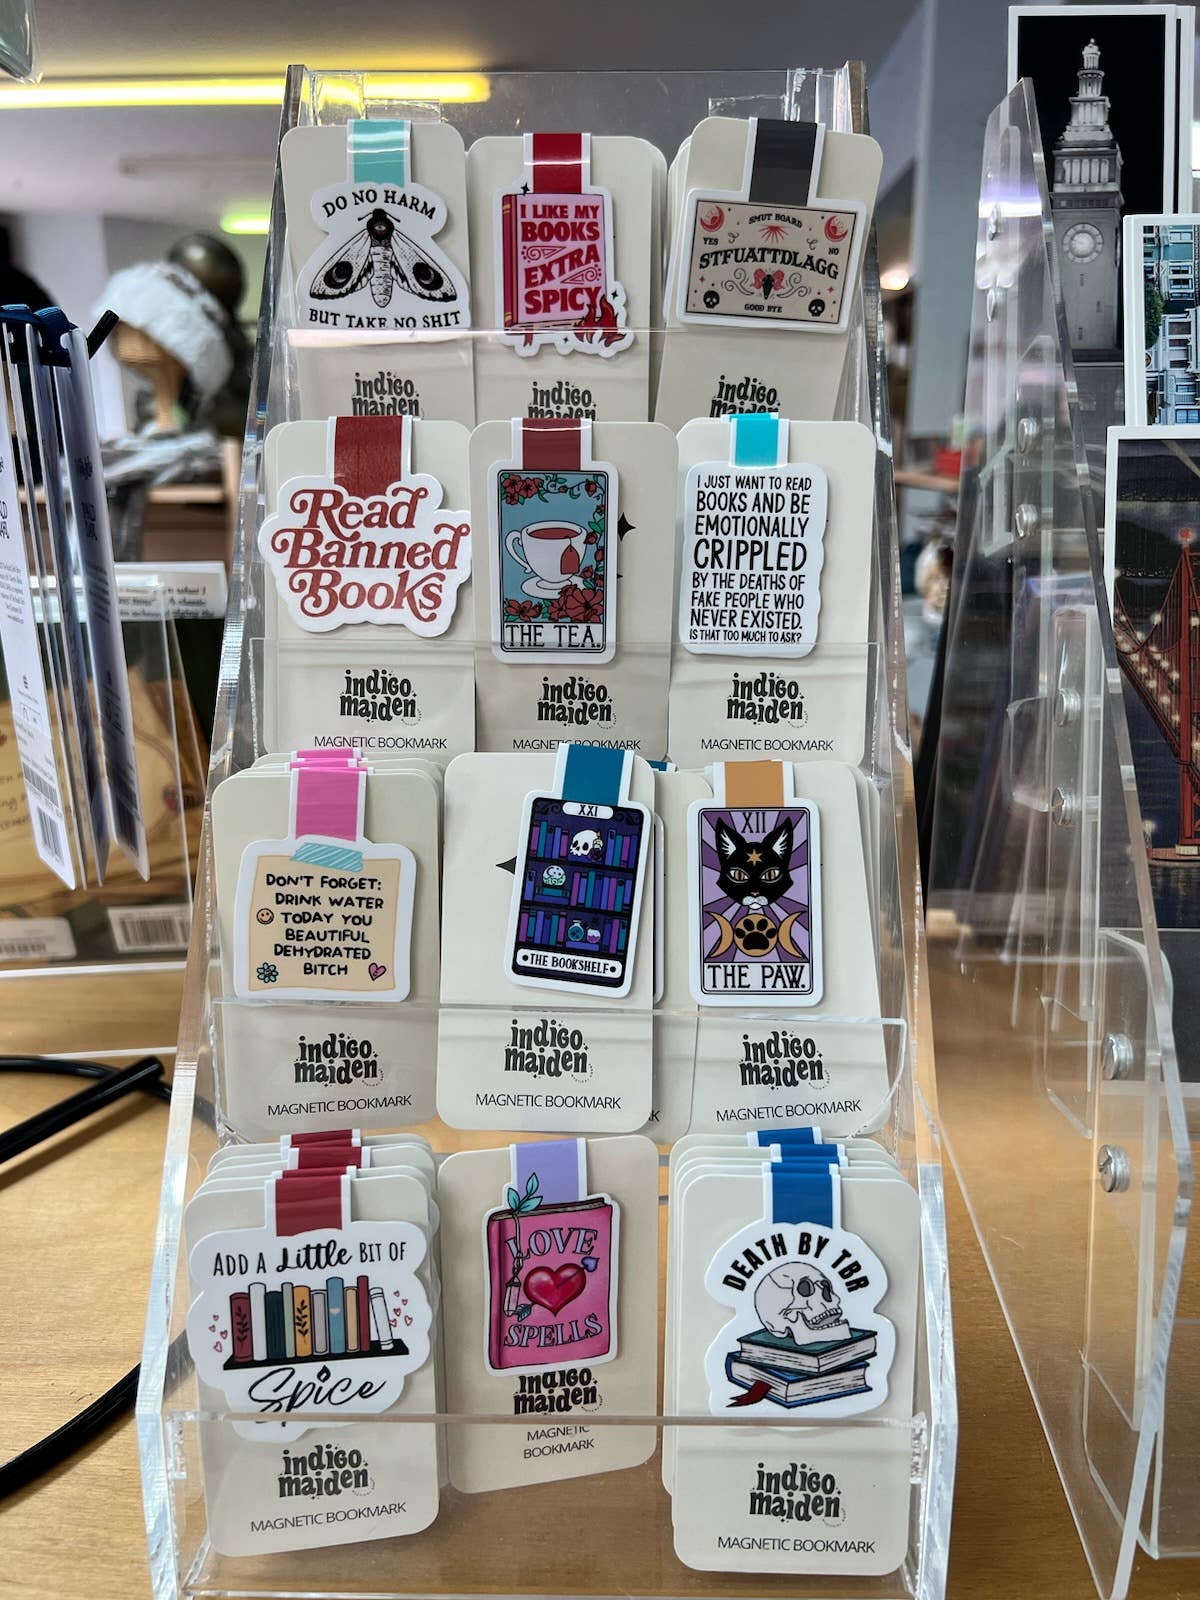 DO NO HARM
BUT TAKE NO SHIT
indigo
maiden
I LIKE MY
BOOKS
EXTRA
SPICY
indigo
maiden
SMUT BOARD
YES
NO
STFUATTDLAGG
GOOD BYE
indigo
maiden
Read
Banned
Books
indigo
maiden
MAGNETIC BOOKMARK
THE TEA.
indigo
maiden
MAGNETIC BOOKMARK
I JUST WANT TO READ
BOOKS AND BE
EMOTIONALLY
CRIPPLED
BY THE DEATHS OF
FAKE PEOPLE WHO
NEVER EXISTED.
IS THAT TOO MUCH TO ASK?
indigo
maiden
MAGNETIC BOOKMARK
DON'T FORGET:
DRINK WATER
TODAY YOU
BEAUTIFUL
DEHYDRATED
BITCH
indigo
maiden
MAGNETIC BOOKMARK
XXI
THE BOOKSHELF
indigo
maiden
MAGNETIC BOOKMARK
XII
THE PAW.
indigo
maiden
MAGNETIC BOOKMARK
ADD A Little BIT OF
Spice
indigo
maiden
MAGNETIC BOOKMARK
LOVE
SPELLS
indigo
maiden
MAGNETIC
BOOKMARK
DEATH BY TBR
indigo
maiden
MAGNETIC BOOKMARK